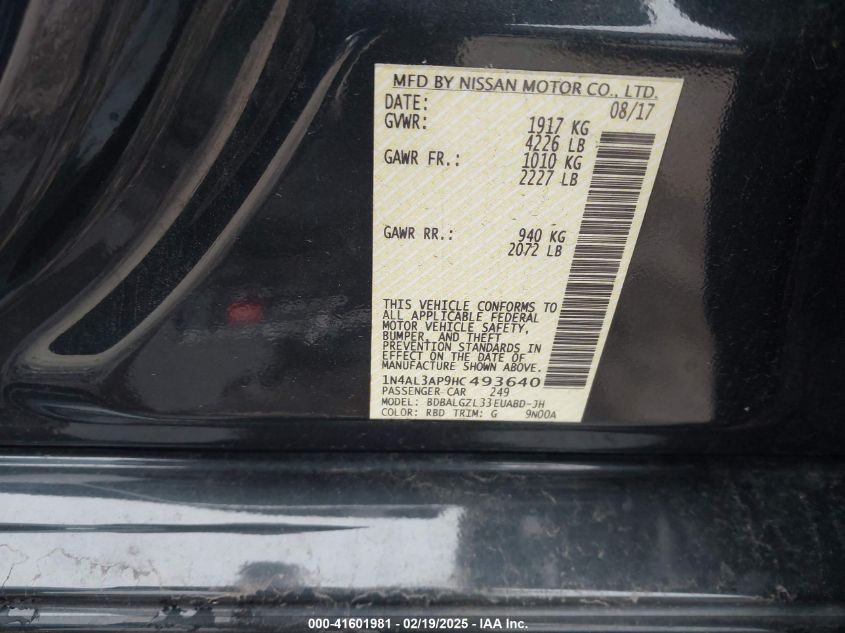 MFD BY NISSAN MOTOR CO., LTD.
DATE: 08/17
GVWR: 1917 KG
4226 LB
GAWR FR.: 1010 KG
2227 LB
GAWR RR.: 940 KG
2072 LB
THIS VEHICLE CONFORMS TO
ALL APPLICABLE FEDERAL
MOTOR VEHICLE SAFETY,
BUMPER, AND THEFT
PREVENTION STANDARDS IN
EFFECT ON THE DATE OF
MANUFACTURE SHOWN ABOVE.
1N4AL3AP9HC493640
PASSENGER CAR 249
MODEL: BDBALGZL33EUABD-JH
COLOR: RBD TRIM: G 9N00A
000-41601981 - 02/19/2025 - IAA Inc.